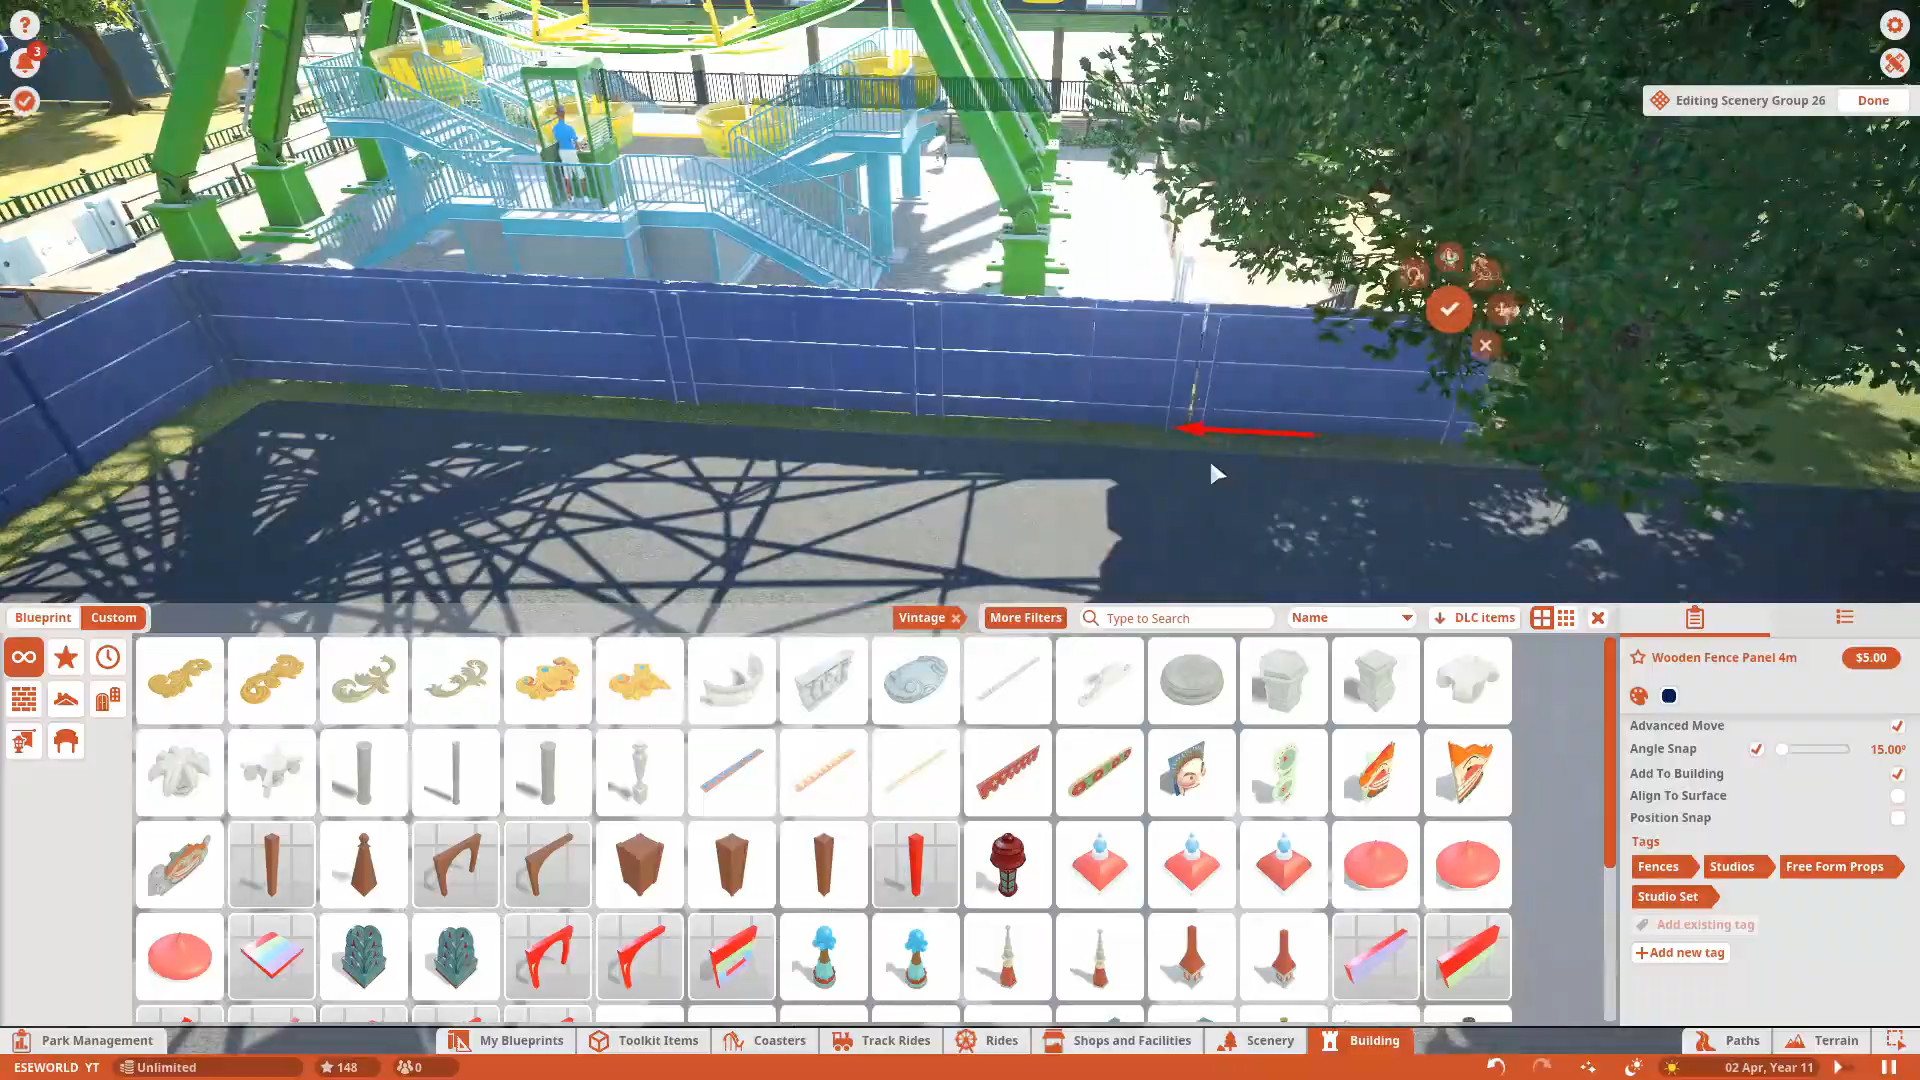 ?
3
Editing Scenery Group 26 Done
Blueprint Custom Vintage × More Filters Type to Search Name DLC items
Wooden Fence Panel 4m $5.00
Advanced Move
Angle Snap 15.00°
Add To Building
Align To Surface
Position Snap
Tags
Fences Studios Free Form Props
Studio Set
Add existing tag
+Add new tag
Park Management My Blueprints Toolkit Items Coasters Track Rides Rides Shops and Facilities Scenery Building Paths Terrain
ESEWORLD YT Unlimited 148 0 02 Apr, Year 11